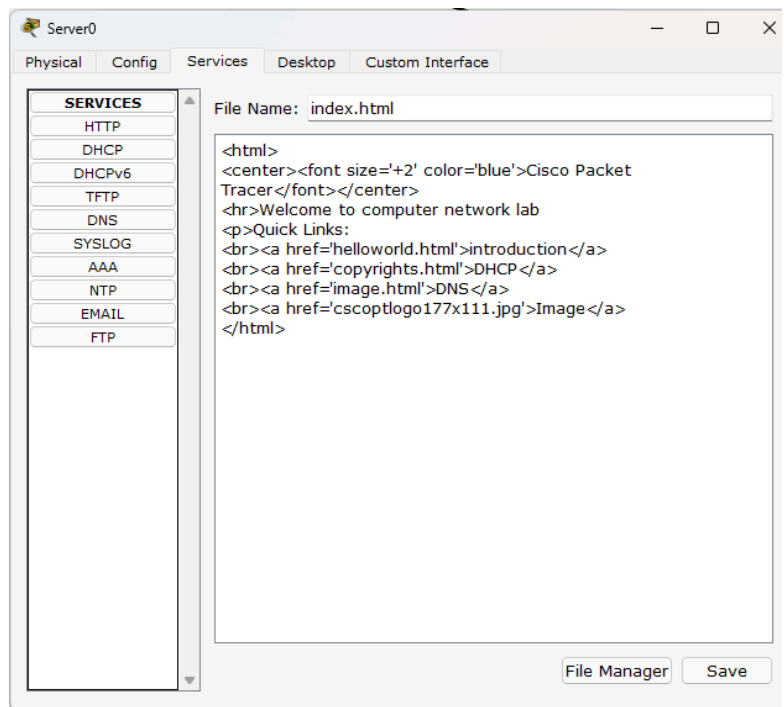 Server0
Physical Config Services Desktop Custom Interface
SERVICES
HTTP
DHCP
DHCPv6
TFTP
DNS
SYSLOG
AAA
NTP
EMAIL
FTP
File Name: index.html
<html>
<center><font size='+2' color='blue'>Cisco Packet
Tracer</font></center>
<hr>Welcome to computer network lab
<p>Quick Links:
<br><a href='helloworld.html'>introduction</a>
<br><a href='copyrights.html'>DHCP</a>
<br><a href='image.html'>DNS</a>
<br><a href='cscoptlogo177x111.jpg'>Image</a>
</html>
File Manager Save